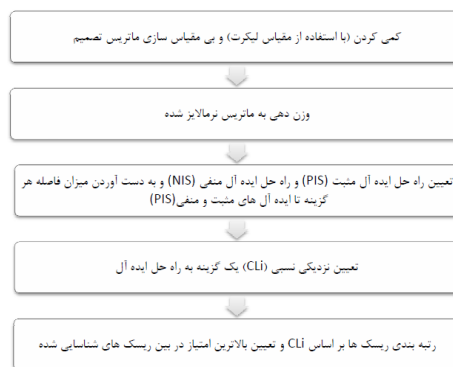 کمی کردن (با استفاده از مقیاس لیکرت) و بی مقیاس سازی ماتریس تصمیم
وزن دهی به ماتریس نرمالایز شده
تعیین راه حل ایده آل مثبت (PIS) و راه حل ایده آل منفی (NIS) و به دست آوردن میزان فاصله هر
گزینه تا ایده آل های مثبت و منفی(PIS)
تعیین نزدیکی نسبی (CLi) یک گزینه به راه حل ایده آل
رتبه بندی ریسک ها بر اساس CLi و تعیین بالاترین امتیاز در بین ریسک های شناسایی شده